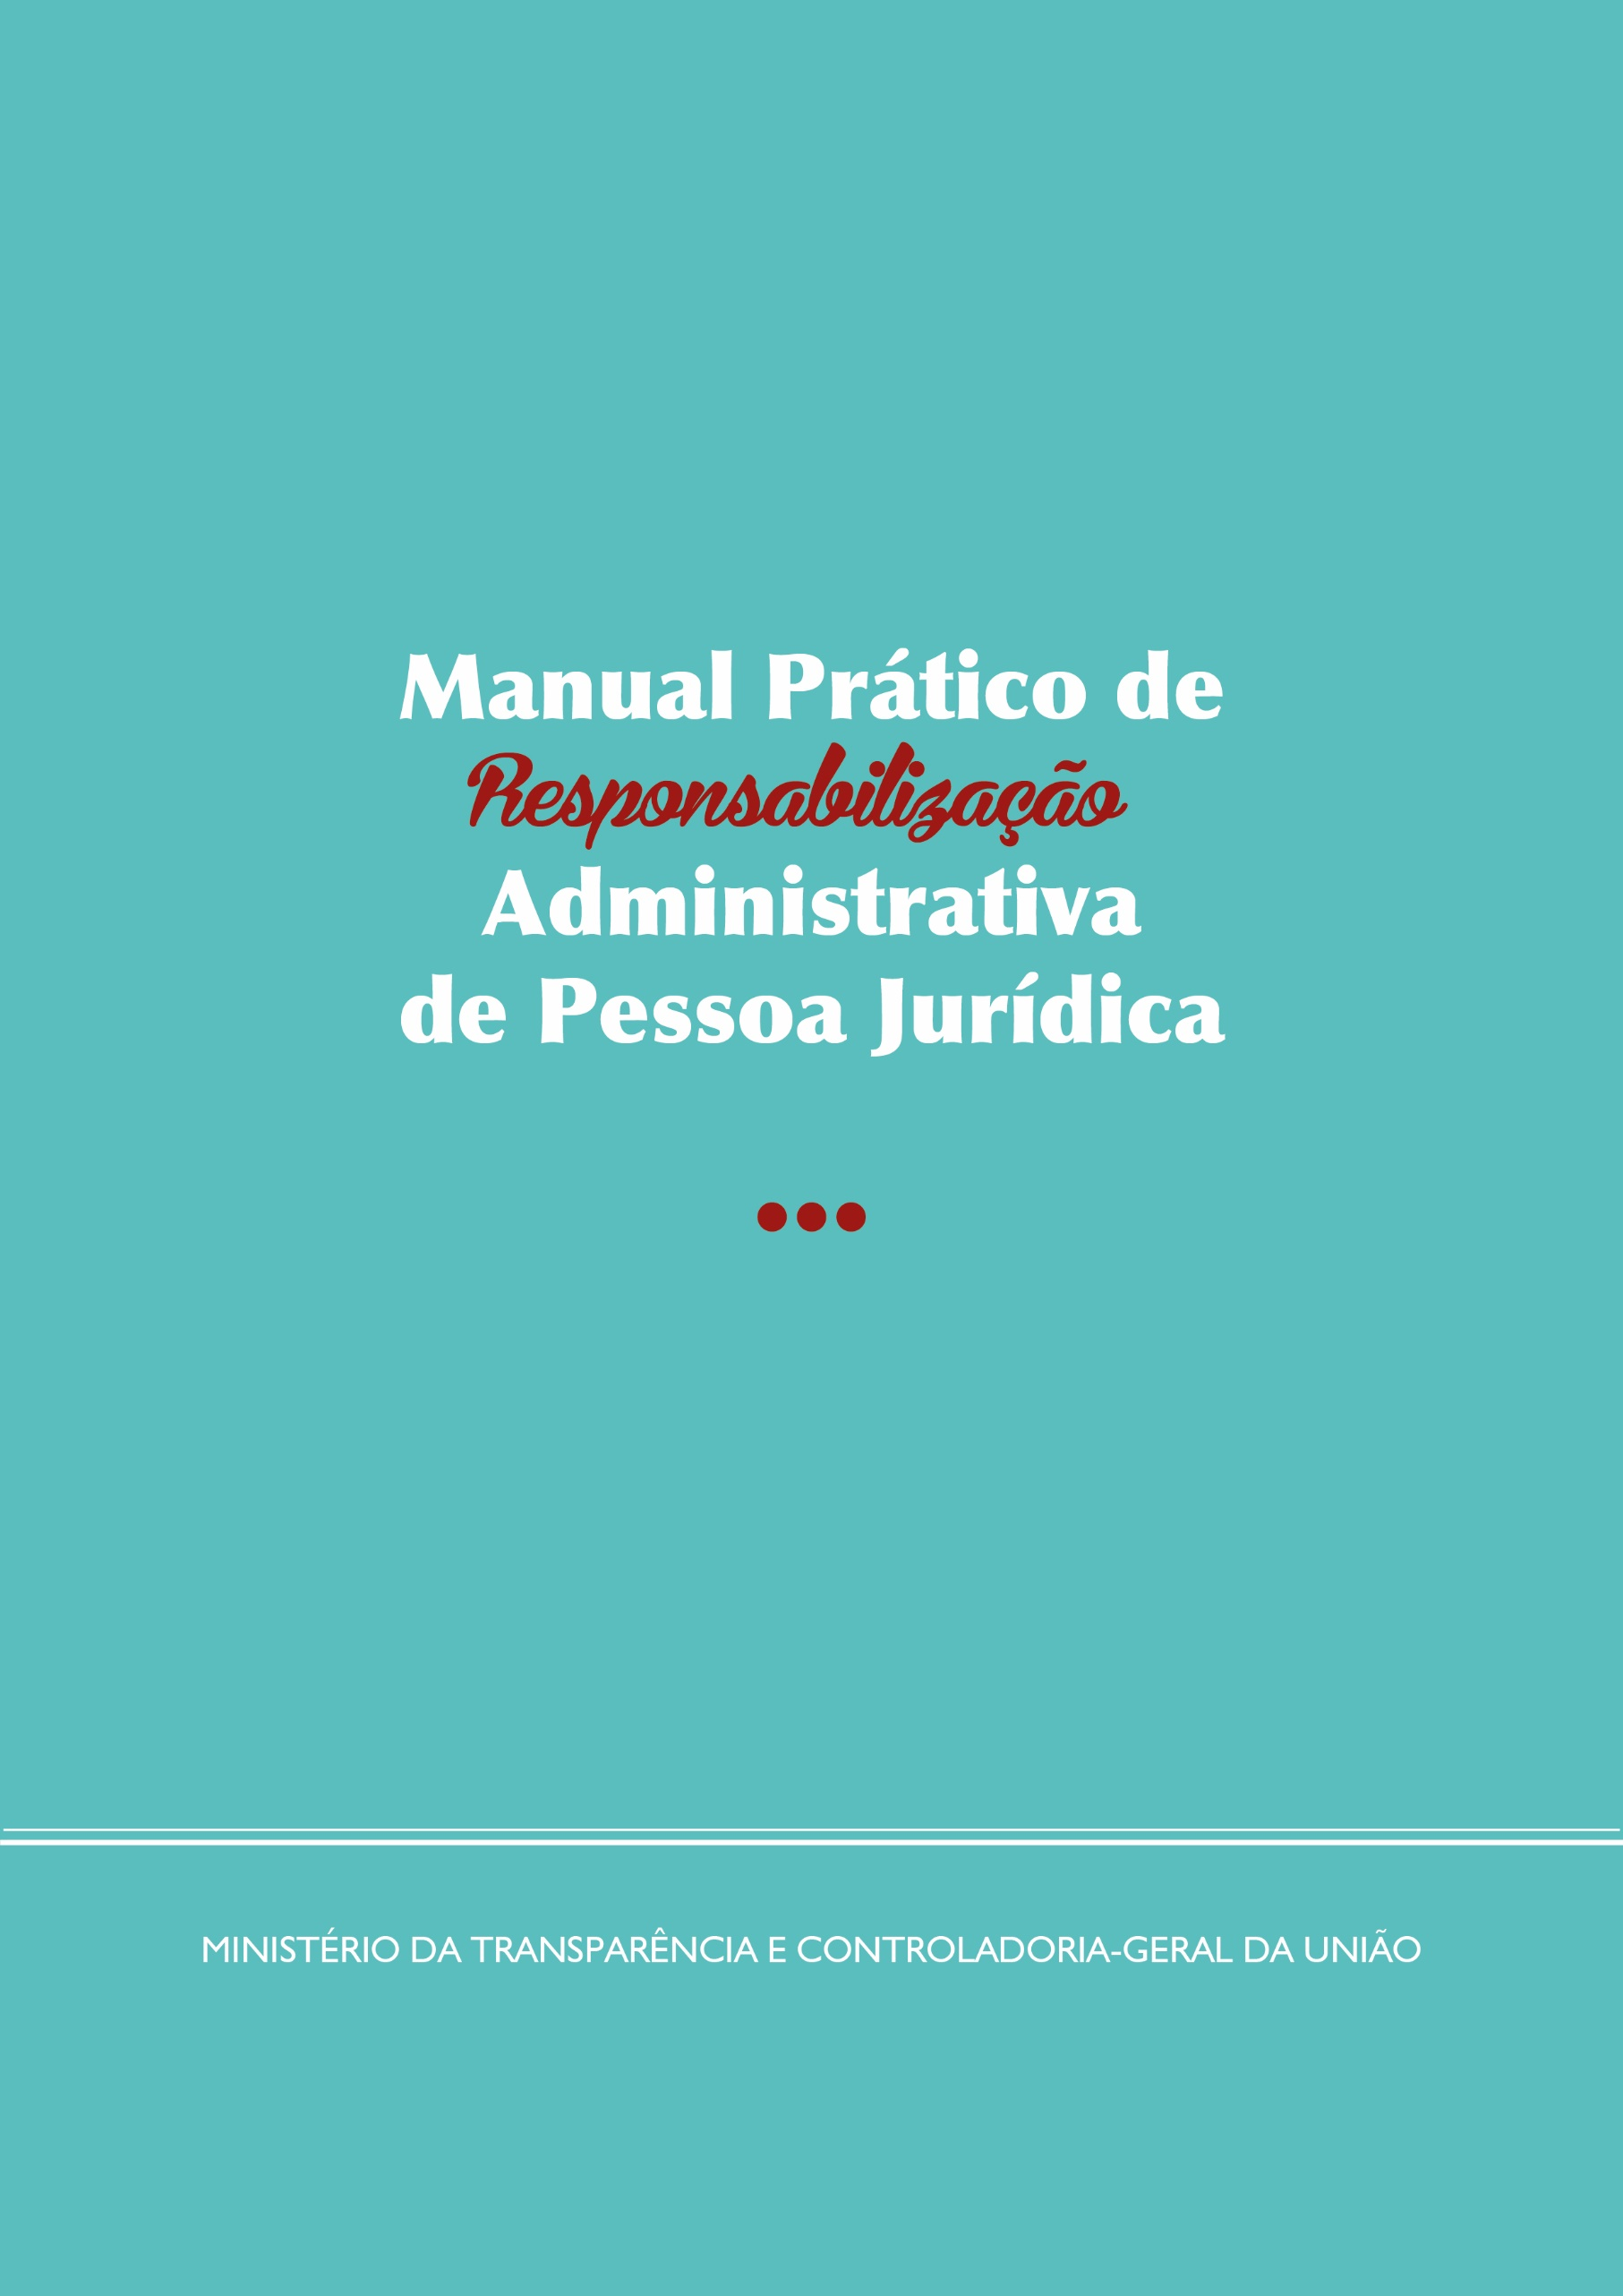 Manual Prático de
Responsabilização
Administrativa
de Pessoa Jurídica
MINISTÉRIO DA TRANSPARÊNCIA E CONTROLADORIA-GERAL DA UNIÃO